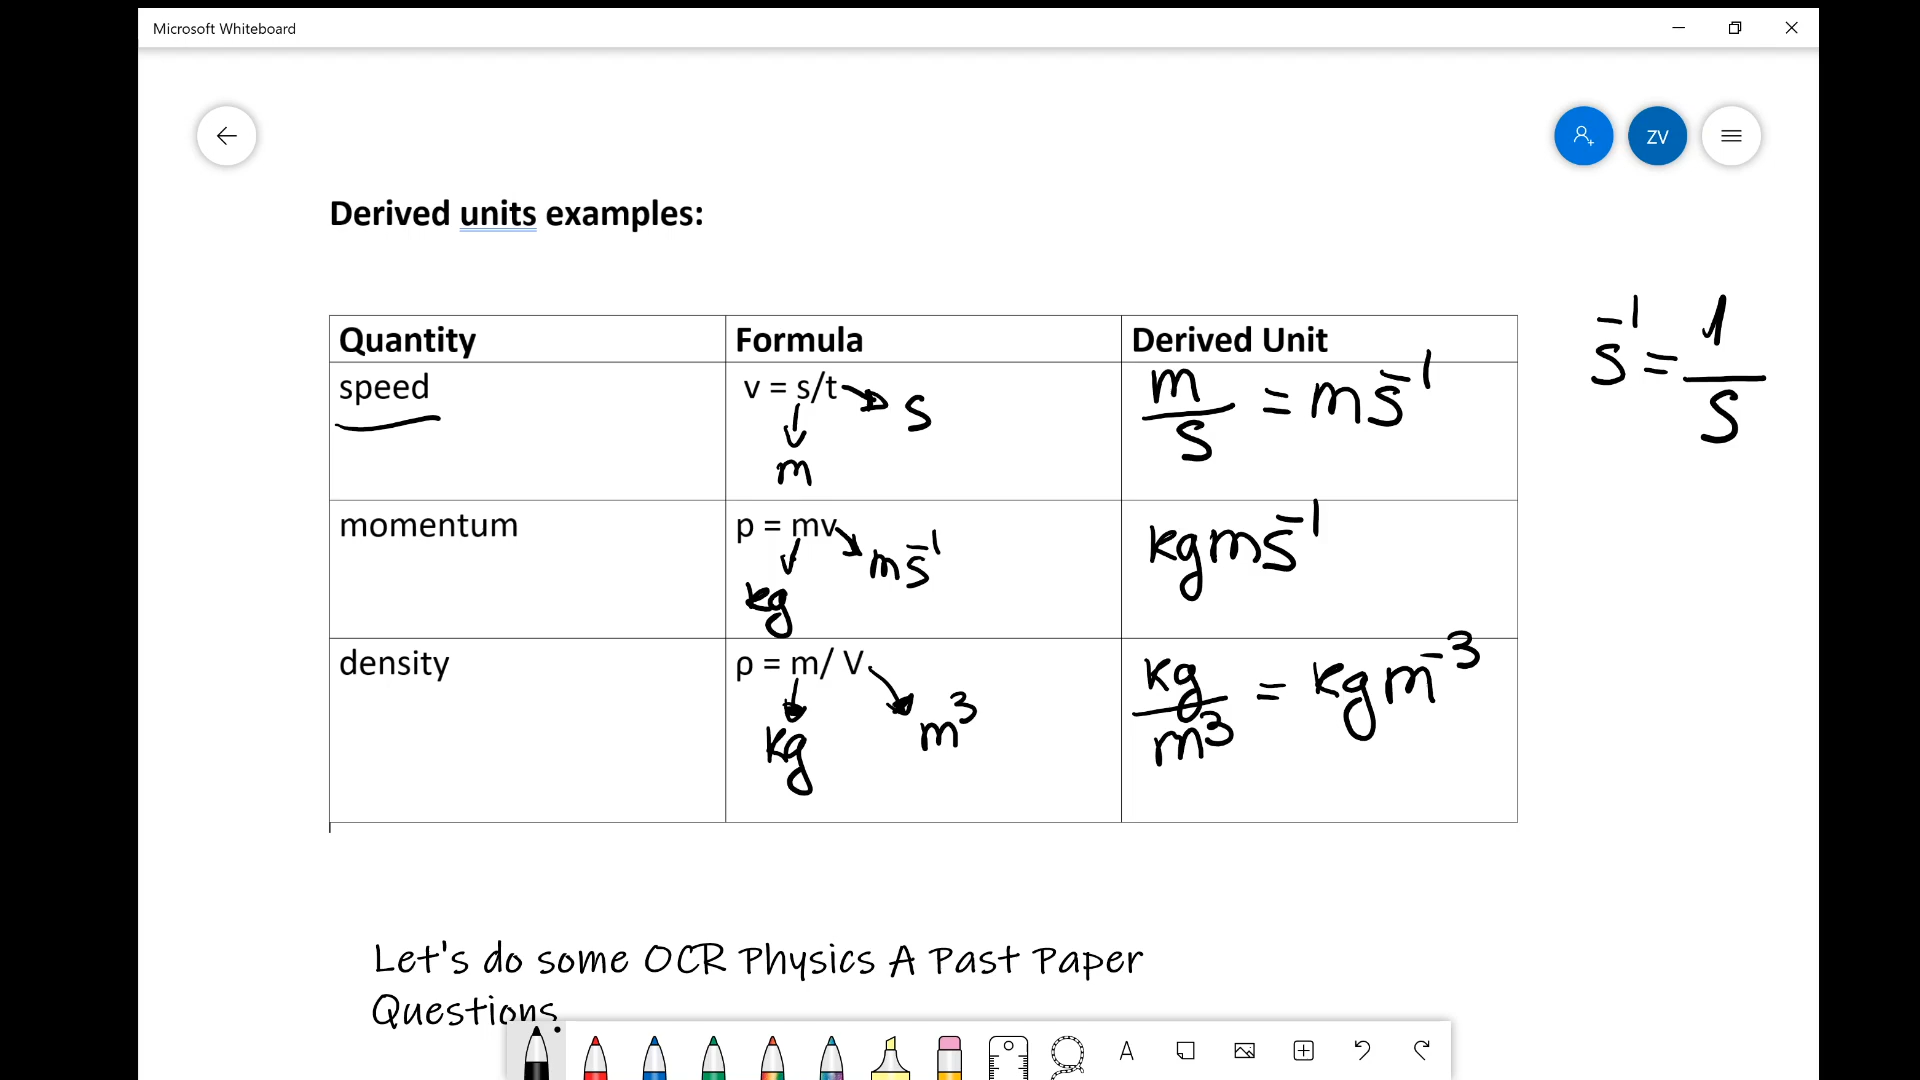 Microsoft Whiteboard
ZV
Derived units examples:
Quantity Formula Derived Unit
s⁻¹ = 1/s
speed v = s/t s m m/s = ms⁻¹
momentum p = mv kg ms⁻¹ kgms⁻¹
density ρ = m/ V kg m³ kg/m³ = kgm⁻³
Let's do some OCR Physics A Past Paper
Questions
A